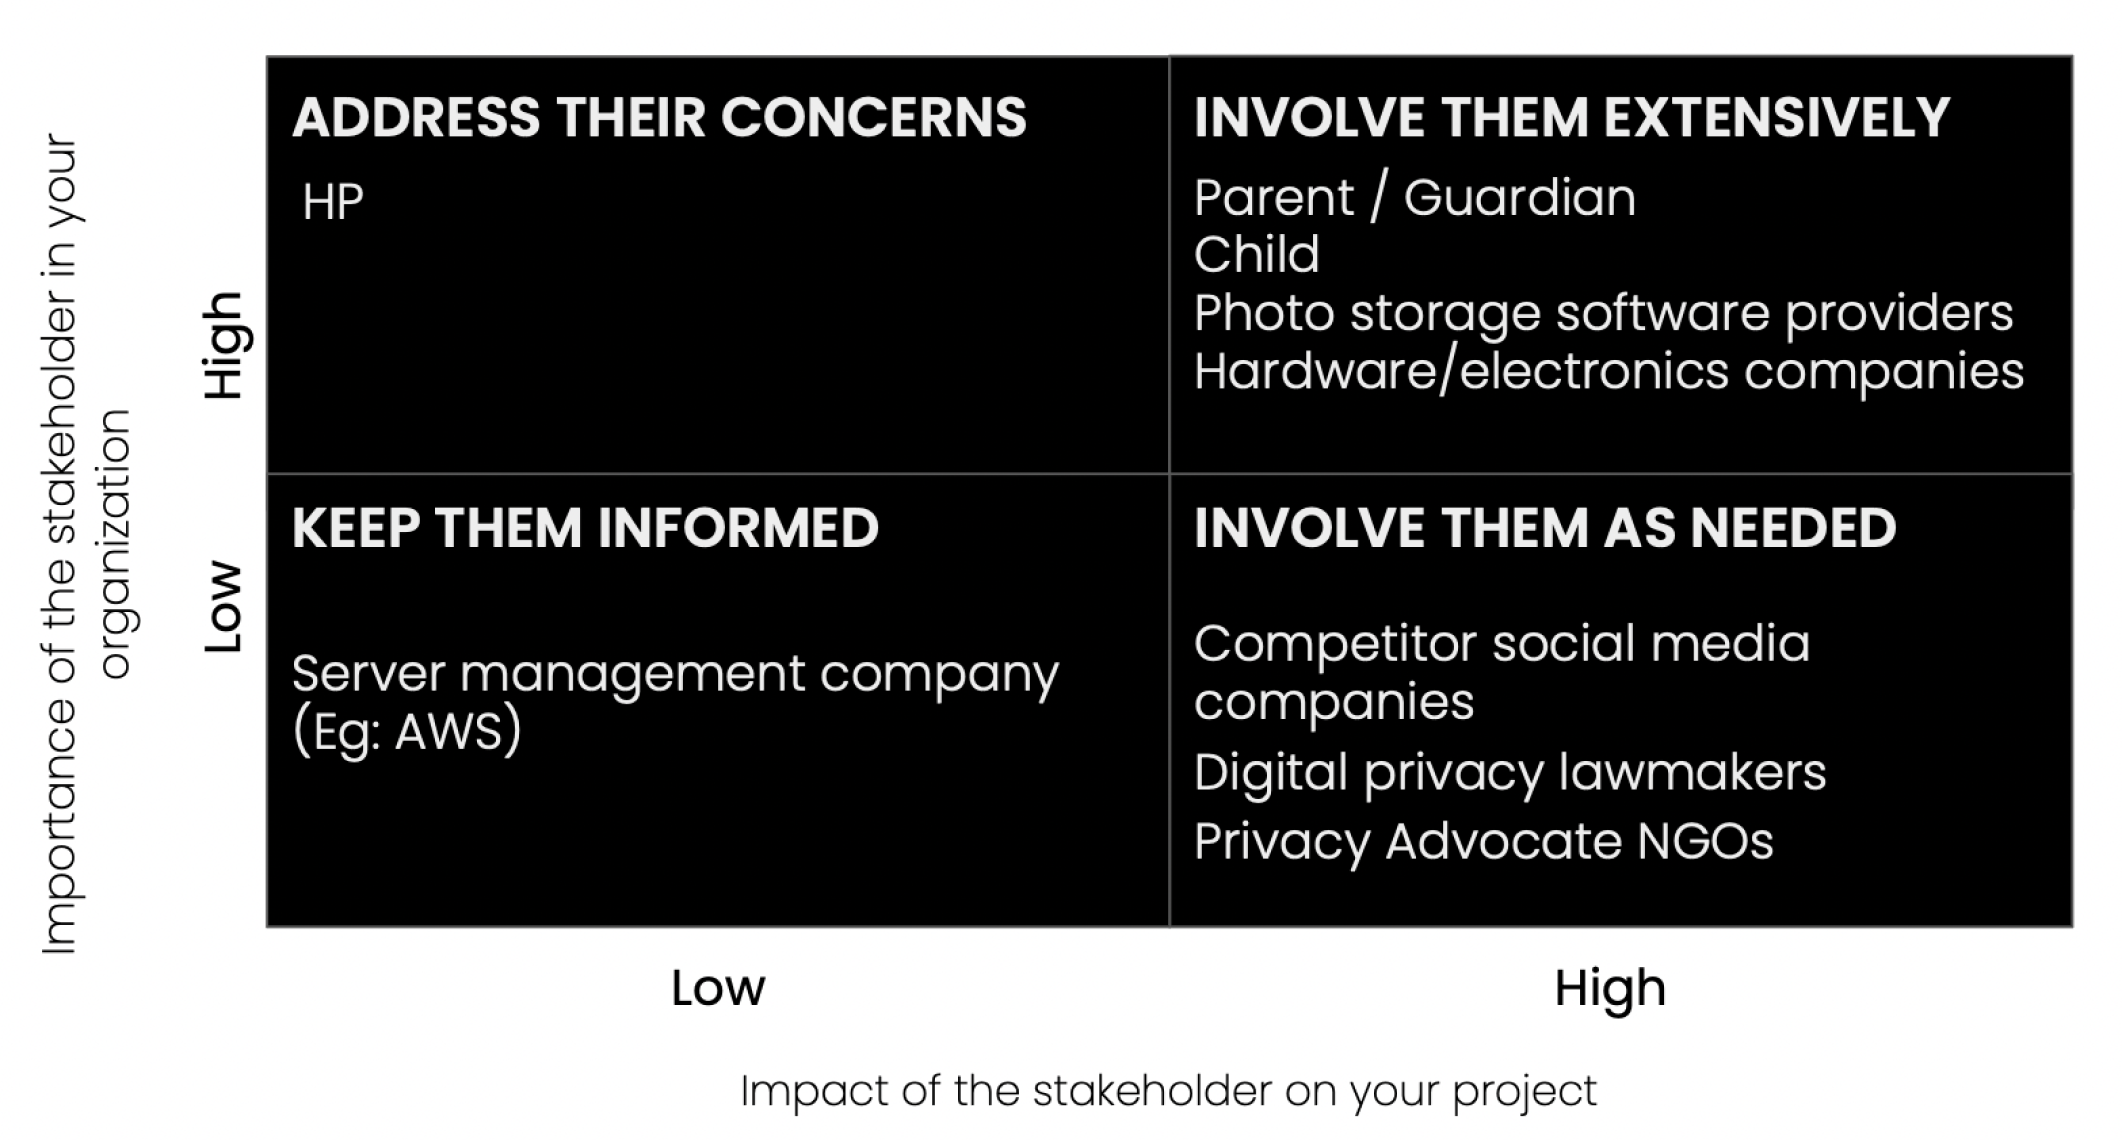 Importance of the stakeholder in your
organization
High
Low
ADDRESS THEIR CONCERNS
HP
INVOLVE THEM EXTENSIVELY
Parent / Guardian
Child
Photo storage software providers
Hardware/electronics companies
KEEP THEM INFORMED
Server management company
(Eg: AWS)
INVOLVE THEM AS NEEDED
Competitor social media
companies
Digital privacy lawmakers
Privacy Advocate NGOs
Low
High
Impact of the stakeholder on your project